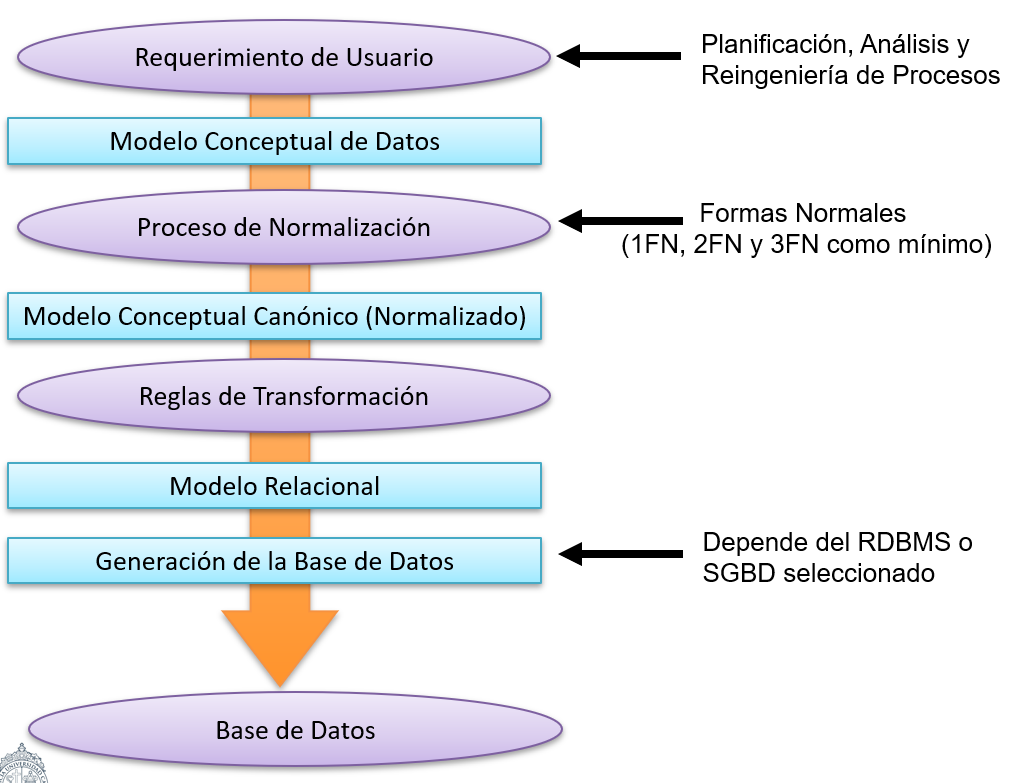 Requerimiento de Usuario
Planificación, Análisis y
Reingeniería de Procesos
Modelo Conceptual de Datos
Proceso de Normalización
Formas Normales
(1FN, 2FN y 3FN como mínimo)
Modelo Conceptual Canónico (Normalizado)
Reglas de Transformación
Modelo Relacional
Generación de la Base de Datos
Depende del RDBMS o
SGBD seleccionado
Base de Datos